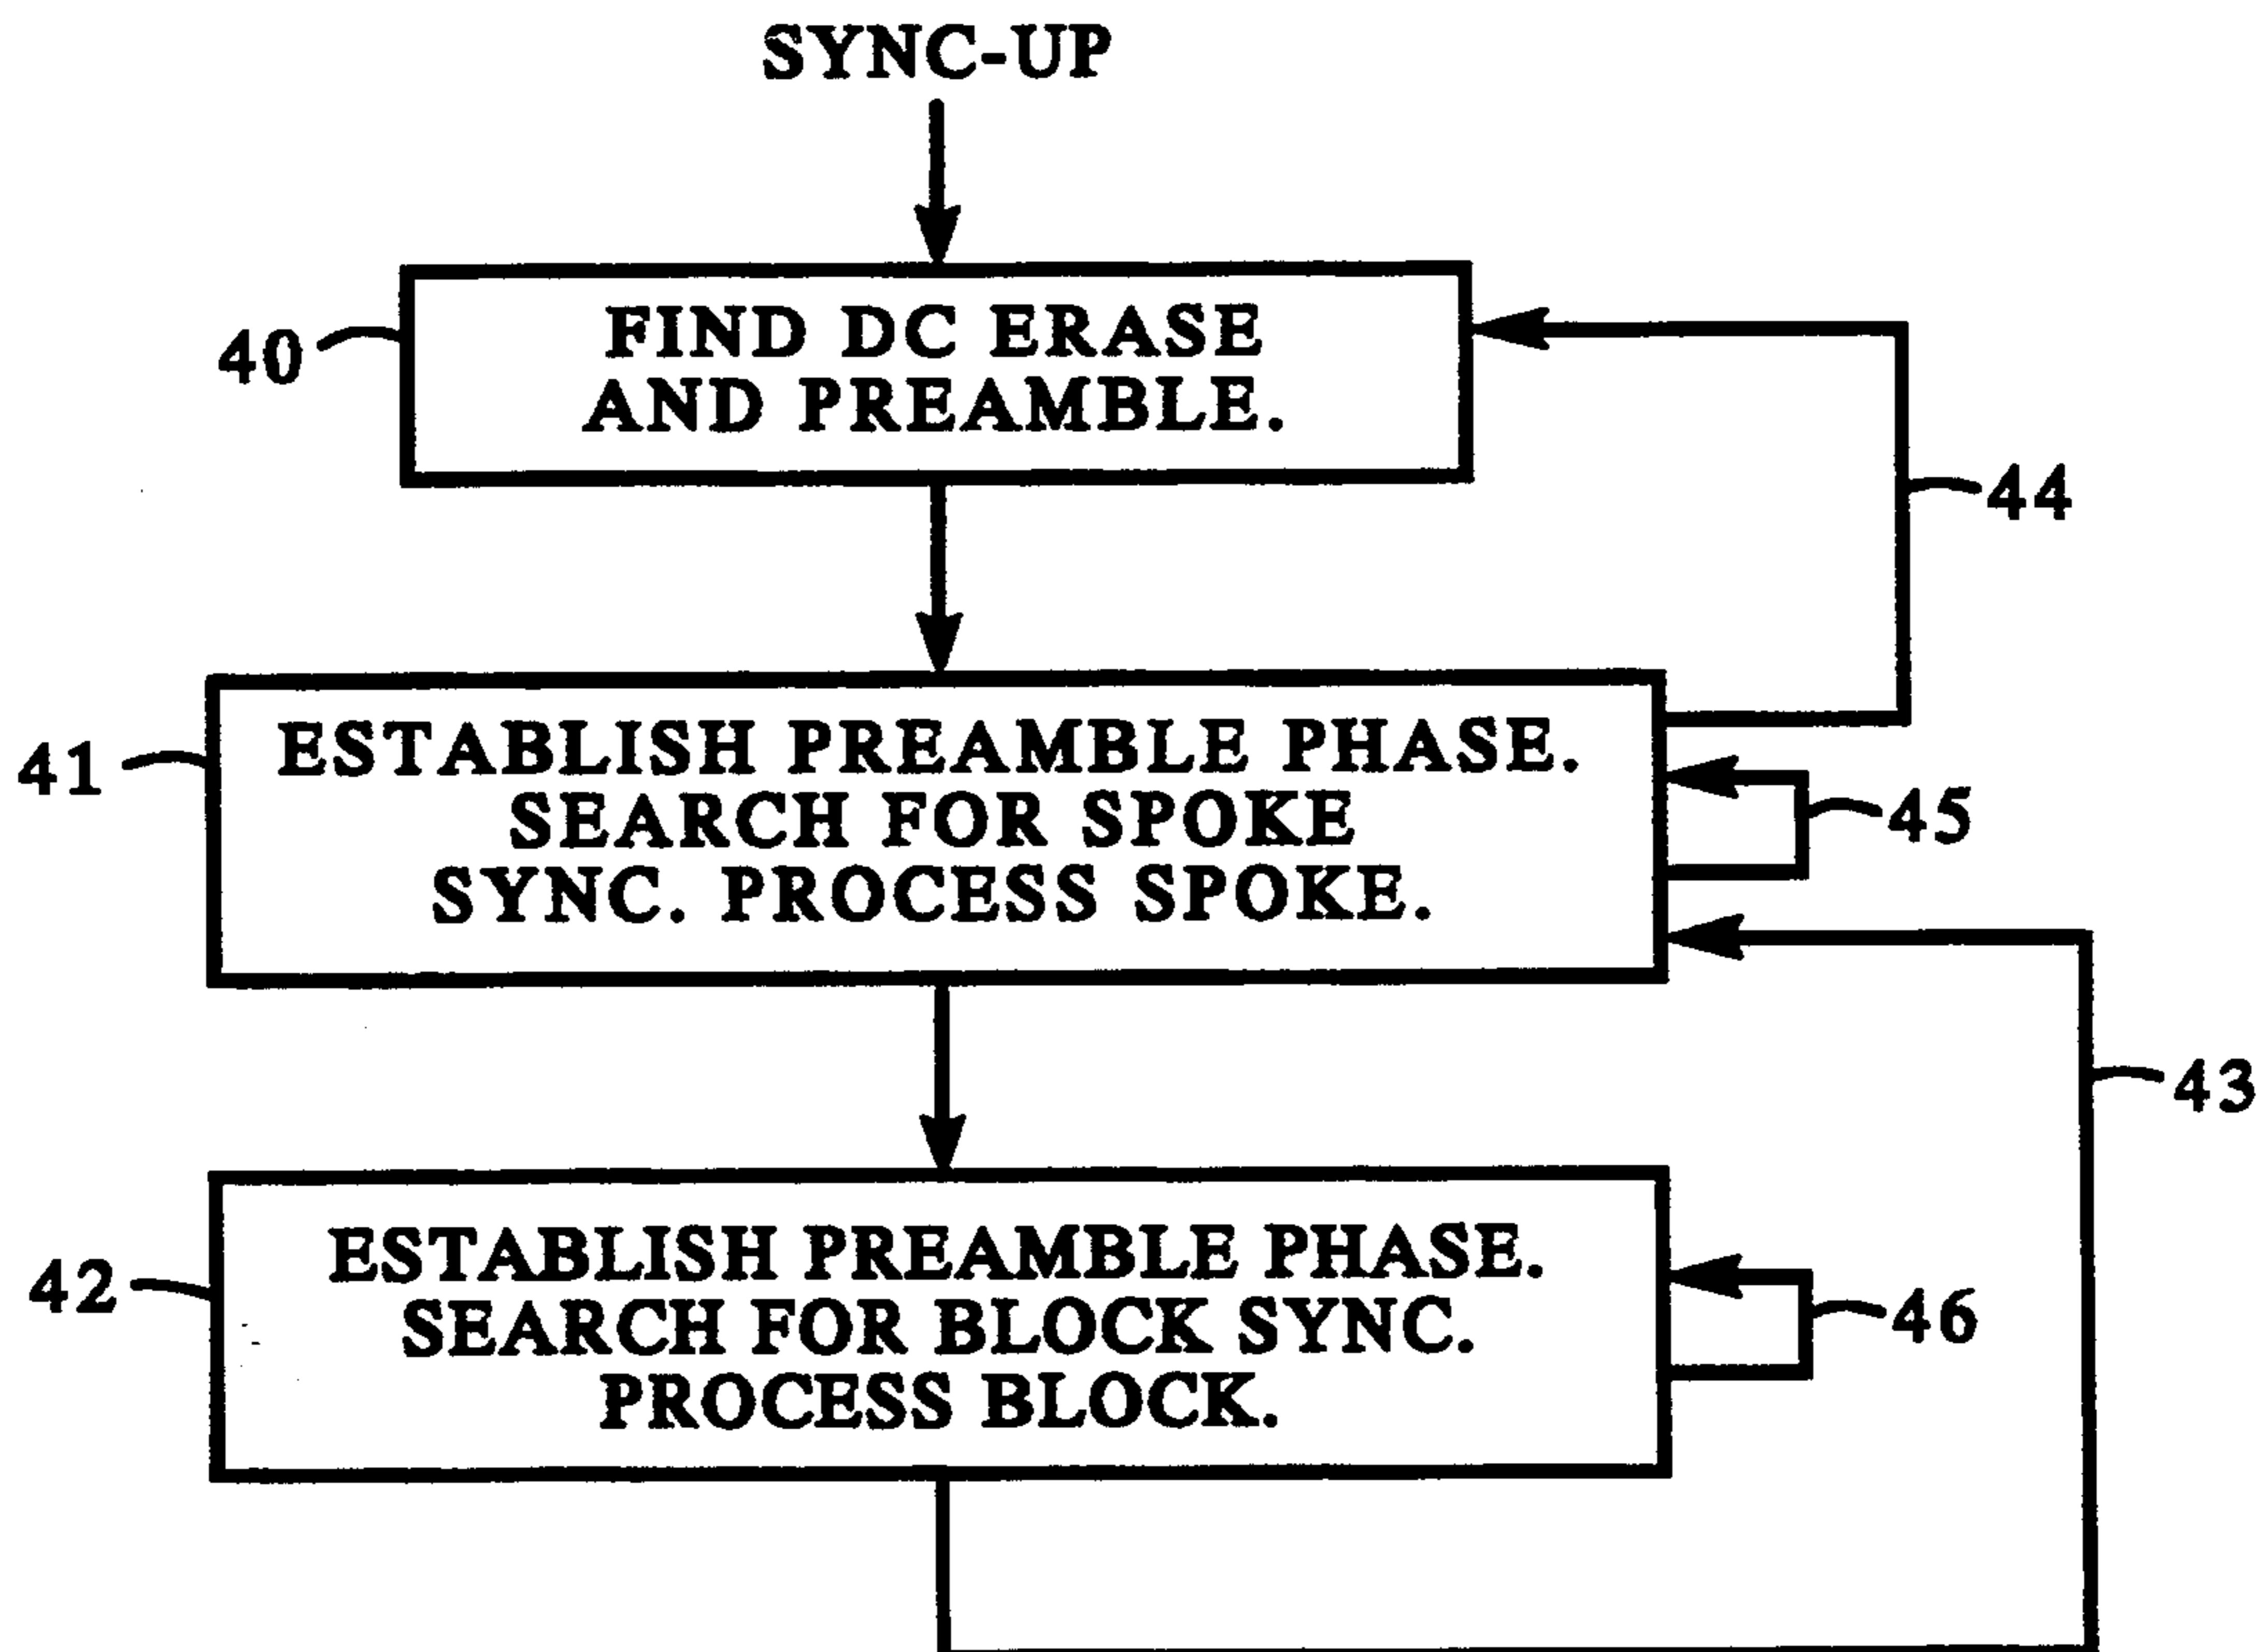 SYNC-UP
40
FIND DC ERASE
AND PREAMBLE.
44
41
ESTABLISH PREAMBLE PHASE.
SEARCH FOR SPOKE
SYNC. PROCESS SPOKE.
45
43
42
ESTABLISH PREAMBLE PHASE.
SEARCH FOR BLOCK SYNC.
PROCESS BLOCK.
46